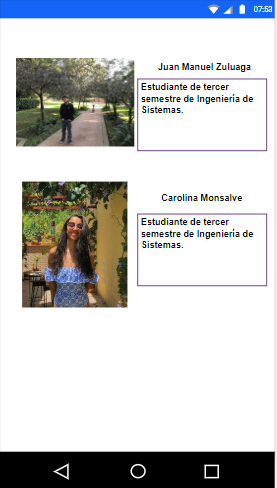 07:53
Juan Manuel Zuluaga
Estudiante de tercer
semestre de Ingeniería de
Sistemas.
Carolina Monsalve
Estudiante de tercer
semestre de Ingeniería de
Sistemas.